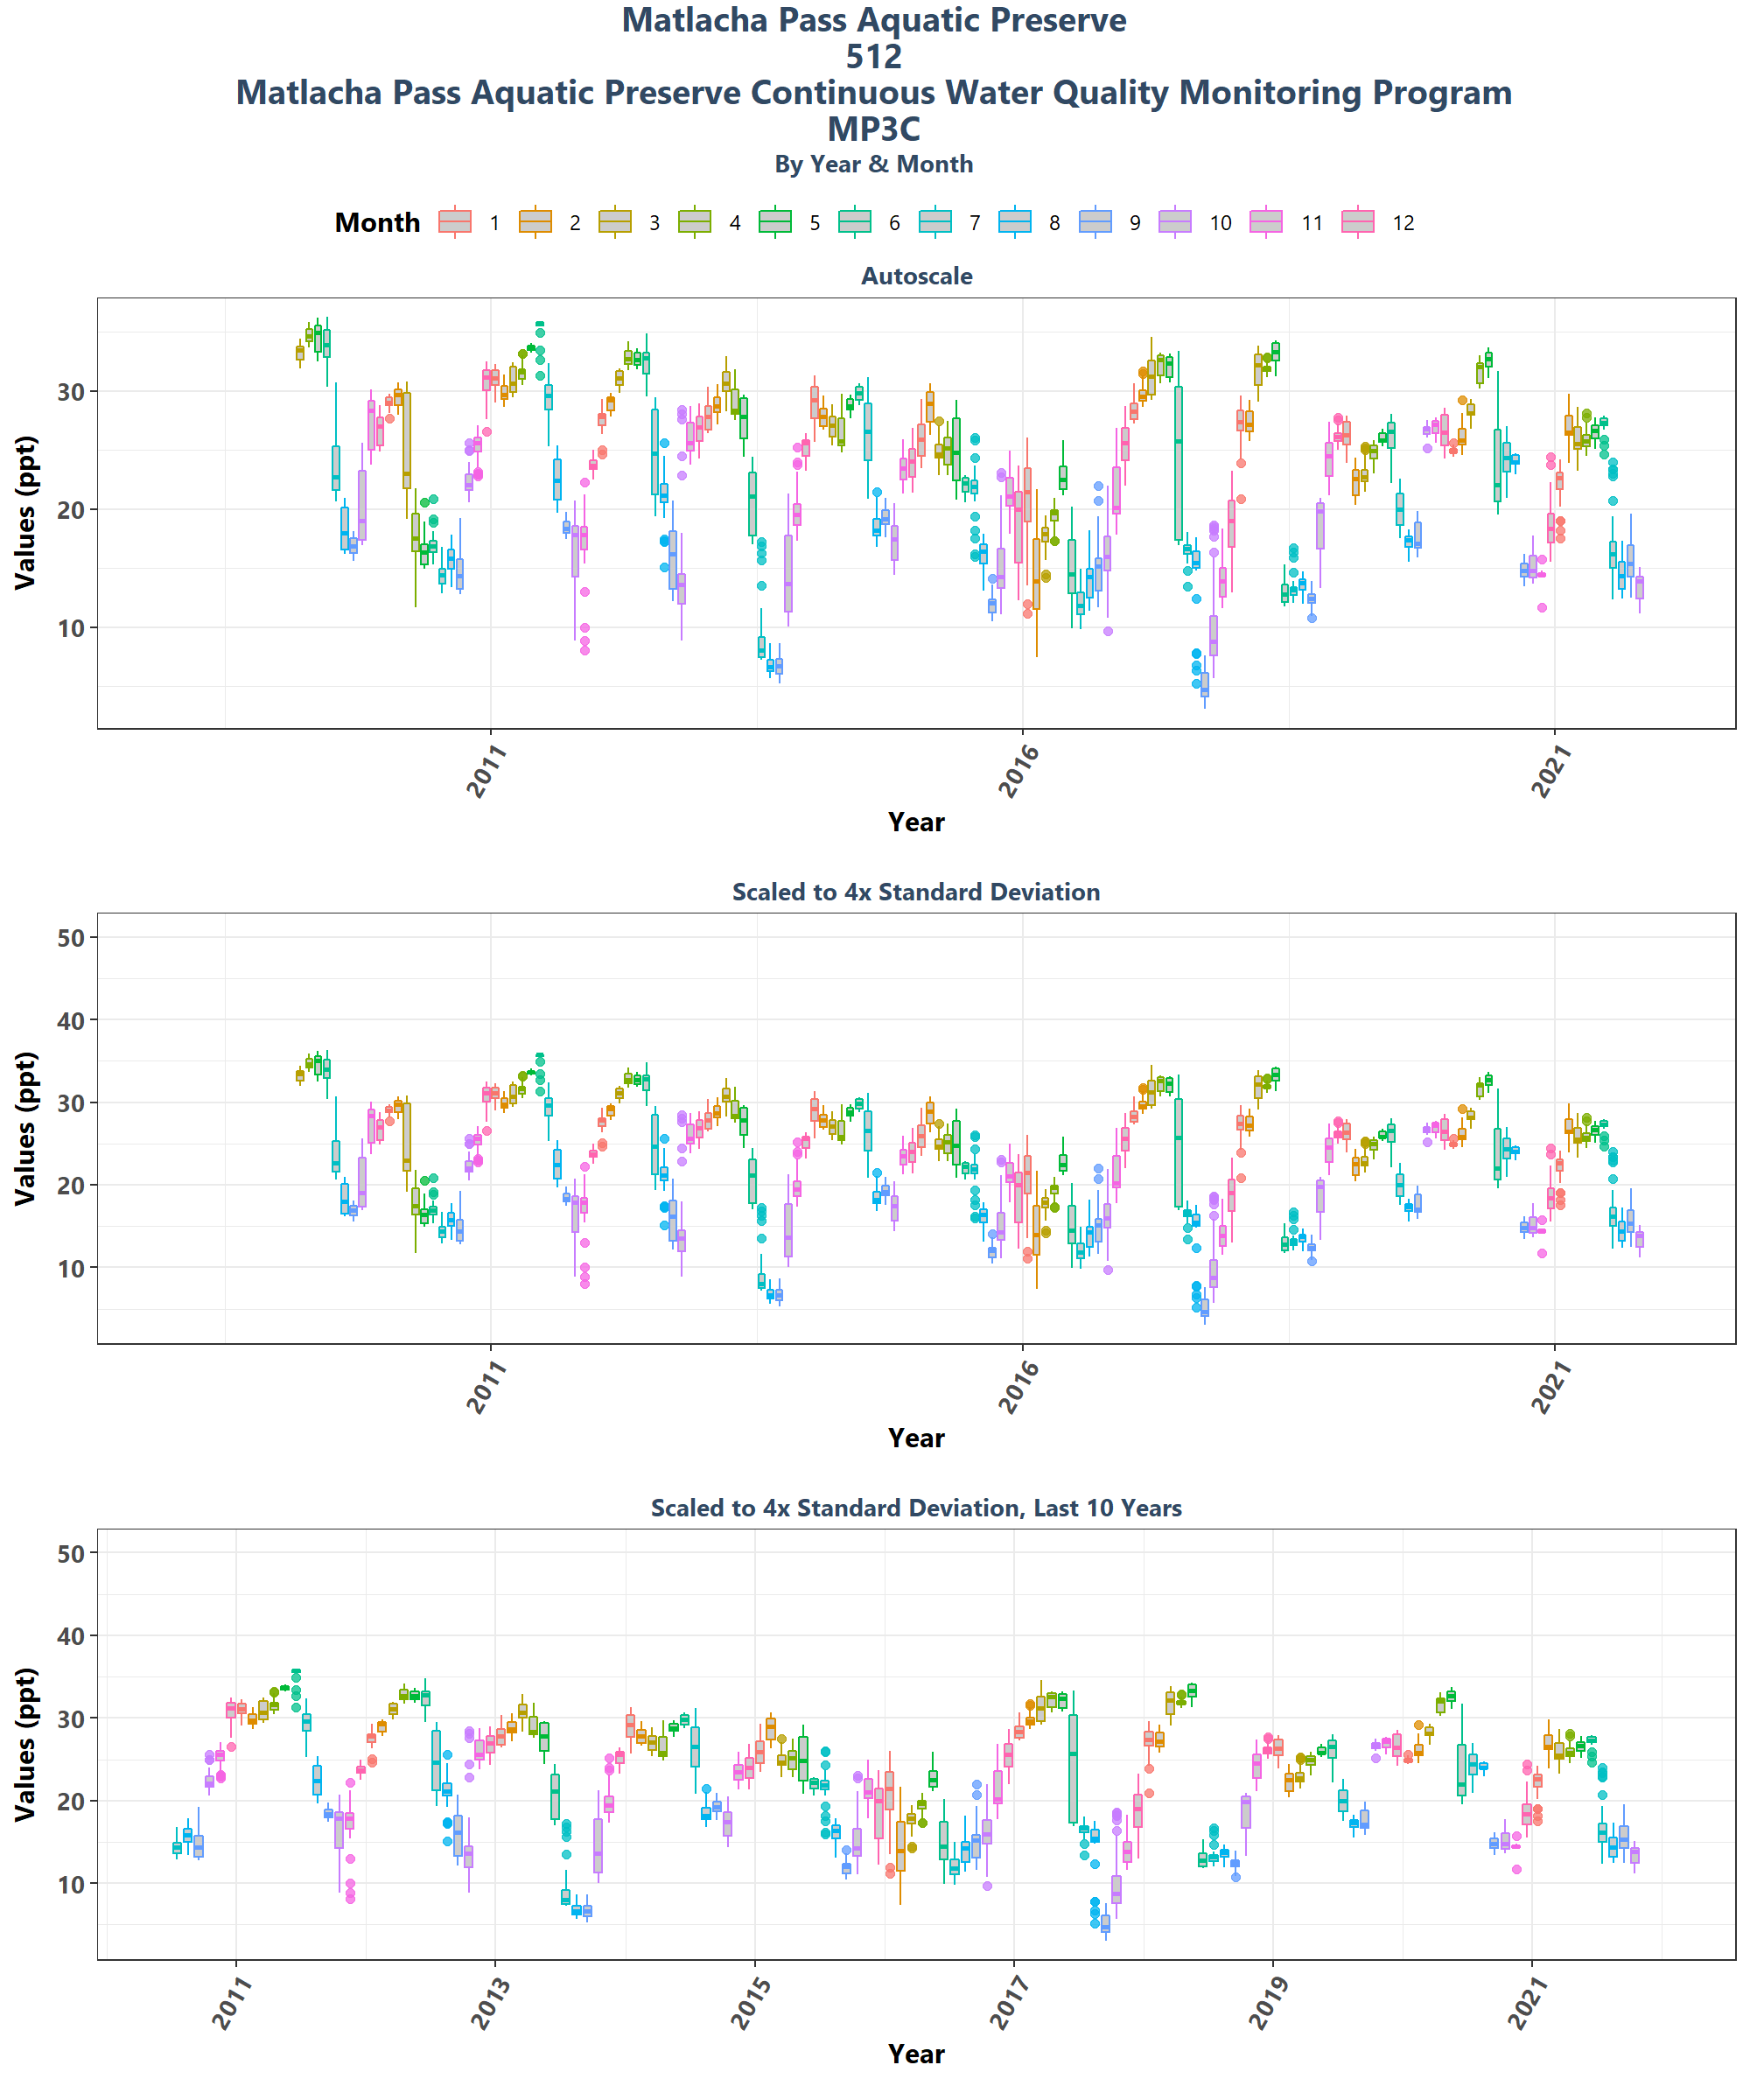 Matlacha Pass Aquatic Preserve
512
Matlacha Pass Aquatic Preserve Continuous Water Quality Monitoring Program
MP3C
By Year & Month
Month 1 2 3 4 5 6 7 8 9 10 11 12
Autoscale
Values (ppt)
30
20
10
2011 2016 2021
Year
Scaled to 4x Standard Deviation
Values (ppt)
50
40
30
20
10
2011 2016 2021
Year
Scaled to 4x Standard Deviation, Last 10 Years
Values (ppt)
50
40
30
20
10
2011 2013 2015 2017 2019 2021
Year